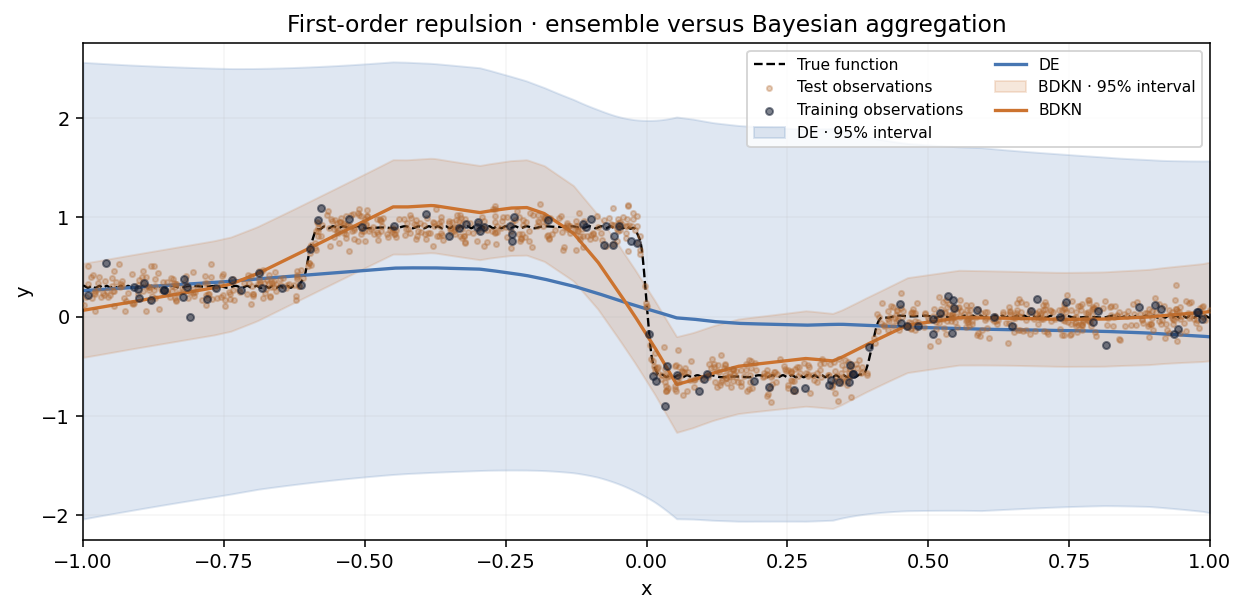 First-order repulsion · ensemble versus Bayesian aggregation
True function
Test observations
Training observations
DE · 95% interval
DE
BDKN · 95% interval
BDKN
y
2
1
0
−1
−2
−1.00 −0.75 −0.50 −0.25 0.00 0.25 0.50 0.75 1.00
x